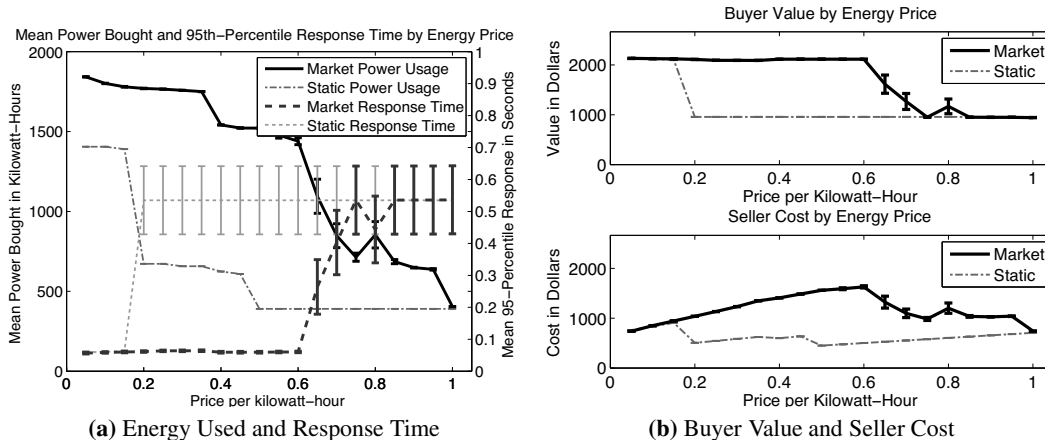 Mean Power Bought and 95th-Percentile Response Time by Energy Price
2000
1500
1000
500
0
Mean Power Bought in Kilowatt-Hours
Market Power Usage
Static Power Usage
Market Response Time
Static Response Time
1
0.9
0.8
0.7
0.6
0.5
0.4
0.3
0.2
0.1
0
Mean 95-Percentile Response in Seconds
0 0.2 0.4 0.6 0.8 1
Price per kilowatt-hour
(a) Energy Used and Response Time
Buyer Value by Energy Price
2000
1000
0
Value in Dollars
Market
Static
0 0.2 0.4 0.6 0.8 1
Price per Kilowatt-Hour
Seller Cost by Energy Price
2000
1000
0
Cost in Dollars
Market
Static
0 0.2 0.4 0.6 0.8 1
Price per Kilowatt-Hour
(b) Buyer Value and Seller Cost